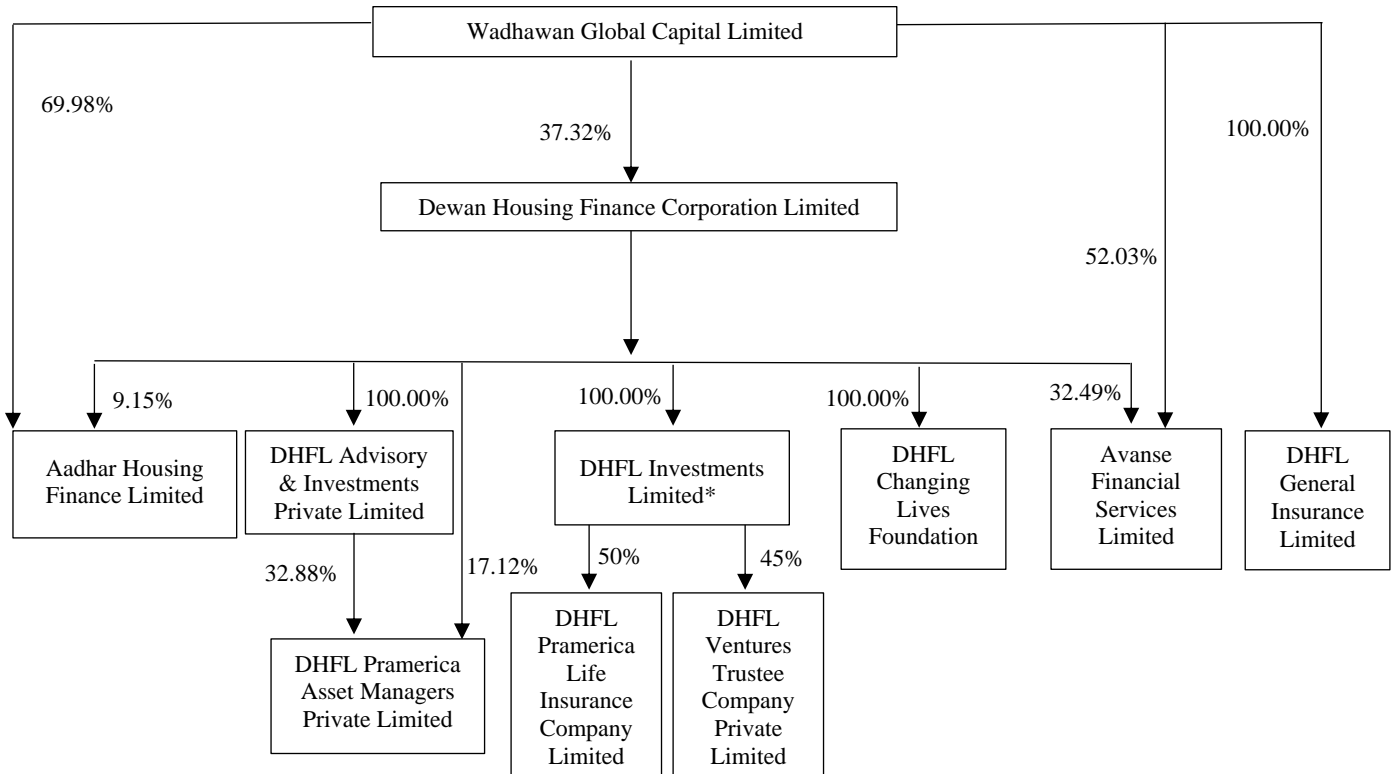 Wadhawan Global Capital Limited
69.98%
37.32%
100.00%
Dewan Housing Finance Corporation Limited
52.03%
9.15%
100.00%
100.00%
100.00%
32.49%
Aadhar Housing
Finance Limited
DHFL Advisory
& Investments
Private Limited
DHFL Investments
Limited*
DHFL
Changing
Lives
Foundation
Avanse
Financial
Services
Limited
DHFL
General
Insurance
Limited
32.88%
17.12%
50%
45%
DHFL Pramerica
Asset Managers
Private Limited
DHFL
Pramerica
Life
Insurance
Company
Limited
DHFL
Ventures
Trustee
Company
Private
Limited